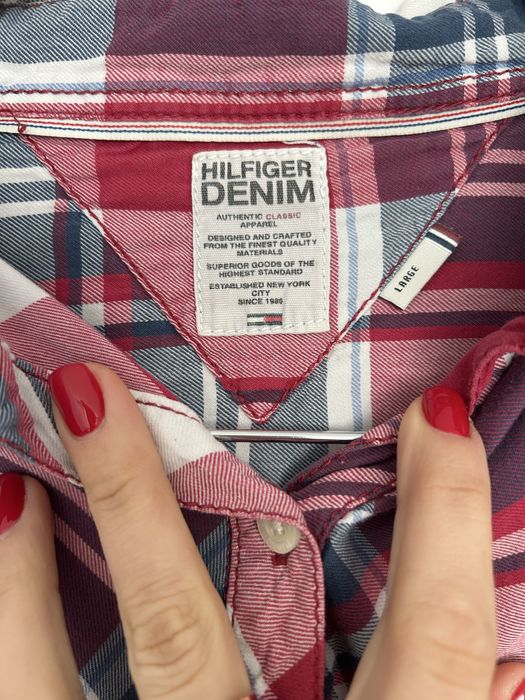 HILFIGER
DENIM
AUTHENTIC CLASSIC
APPAREL
DESIGNED AND CRAFTED
FROM THE FINEST QUALITY
MATERIALS
SUPERIOR GOODS OF THE
HIGHEST STANDARD
ESTABLISHED NEW YORK
CITY
SINCE 1985
LARGE